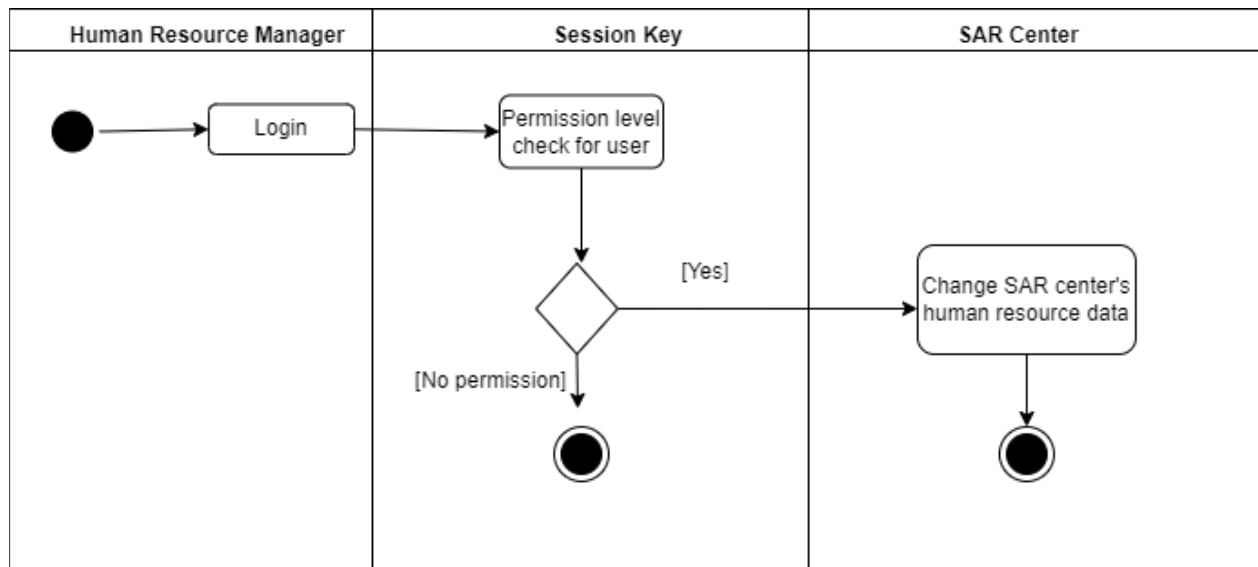 Human Resource Manager
Session Key
SAR Center
Login
Permission level
check for user
[Yes]
Change SAR center's
human resource data
[No permission]